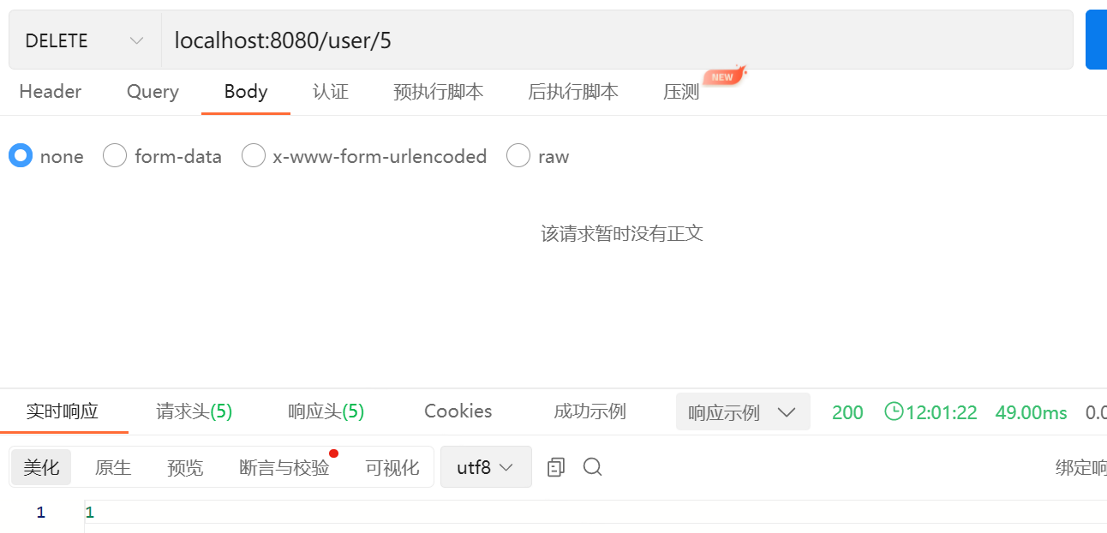 DELETE localhost:8080/user/5
Header Query Body 认证 预执行脚本 后执行脚本 压测 NEW
none form-data x-www-form-urlencoded raw
该请求暂时没有正文
实时响应 请求头(5) 响应头(5) Cookies 成功示例 响应示例 200 12:01:22 49.00ms 0.0
美化 原生 预览 断言与校验 可视化 utf8 绑定响
1 1